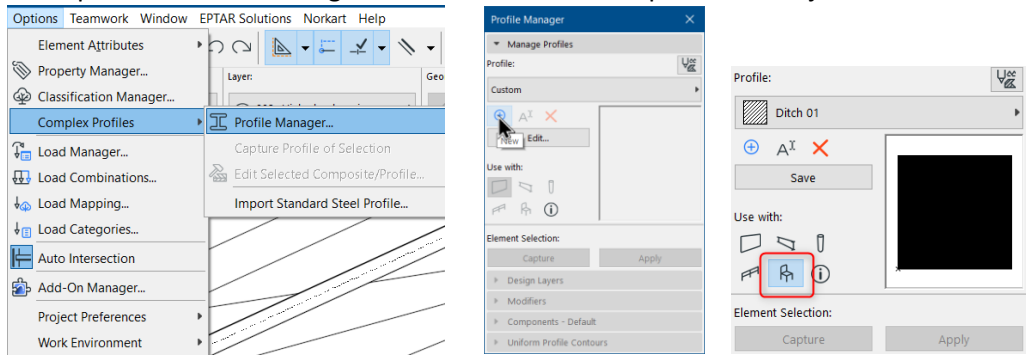 Options Teamwork Window EPTAR Solutions Norkart Help
Element Attributes
Property Manager...
Classification Manager...
Complex Profiles
Load Manager...
Load Combinations...
Load Mapping...
Load Categories...
Auto Intersection
Add-On Manager...
Project Preferences
Work Environment
Layer:
Geo
Profile Manager...
Capture Profile of Selection
Edit Selected Composite/Profile...
Import Standard Steel Profile...
Profile Manager
Manage Profiles
Profile:
Custom
New
Edit...
Use with:
Element Selection:
Capture
Apply
Design Layers
Modifiers
Components - Default
Uniform Profile Contours
Profile:
Ditch 01
Save
Use with:
Element Selection:
Capture
Apply